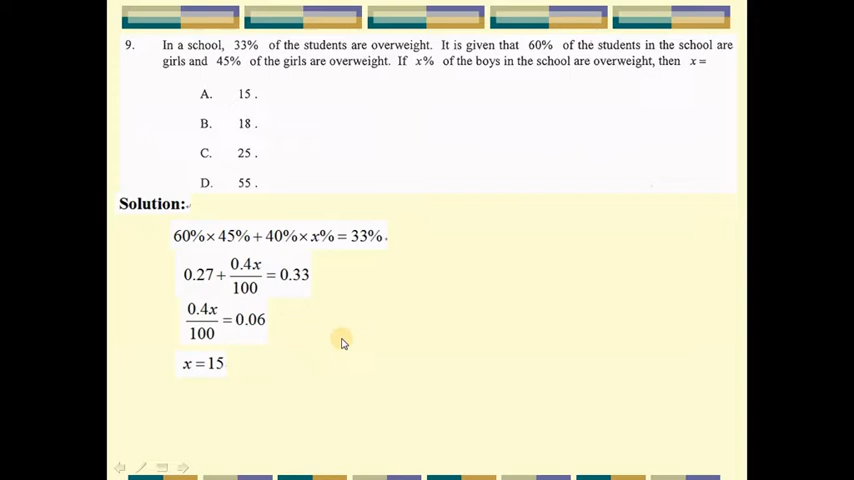 9. In a school, 33% of the students are overweight. It is given that 60% of the students in the school are
girls and 45% of the girls are overweight. If x% of the boys in the school are overweight, then x =
A. 15 .
B. 18 .
C. 25 .
D. 55 .
Solution:
60% × 45% + 40% × x% = 33%
0.27 + 0.4x/100 = 0.33
0.4x/100 = 0.06
x = 15